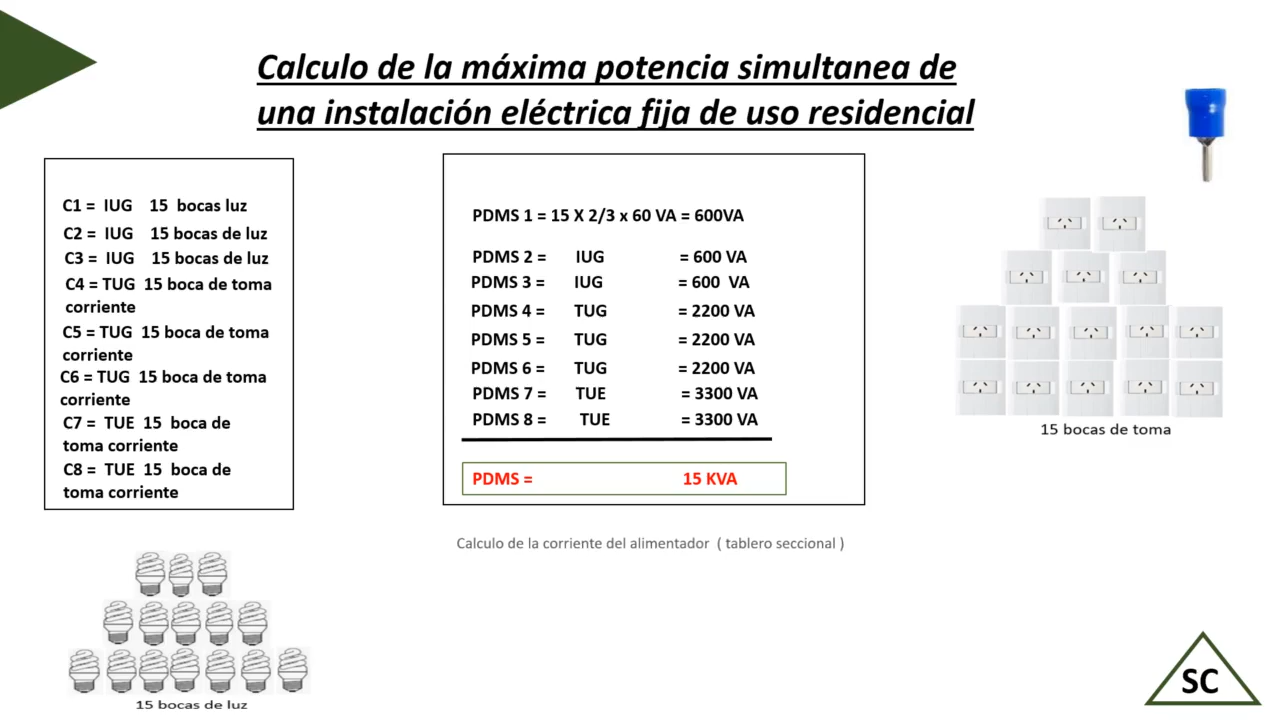 Calculo de la máxima potencia simultanea de
una instalación eléctrica fija de uso residencial
C1 = IUG 15 bocas luz
C2 = IUG 15 bocas de luz
C3 = IUG 15 bocas de luz
C4 = TUG 15 boca de toma
corriente
C5 = TUG 15 boca de toma
corriente
C6 = TUG 15 boca de toma
corriente
C7 = TUE 15 boca de
toma corriente
C8 = TUE 15 boca de
toma corriente
15 bocas de luz
PDMS 1 = 15 X 2/3 x 60 VA = 600VA
PDMS 2 = IUG = 600 VA
PDMS 3 = IUG = 600 VA
PDMS 4 = TUG = 2200 VA
PDMS 5 = TUG = 2200 VA
PDMS 6 = TUG = 2200 VA
PDMS 7 = TUE = 3300 VA
PDMS 8 = TUE = 3300 VA
PDMS = 15 KVA
Calculo de la corriente del alimentador ( tablero seccional )
15 bocas de toma
SC